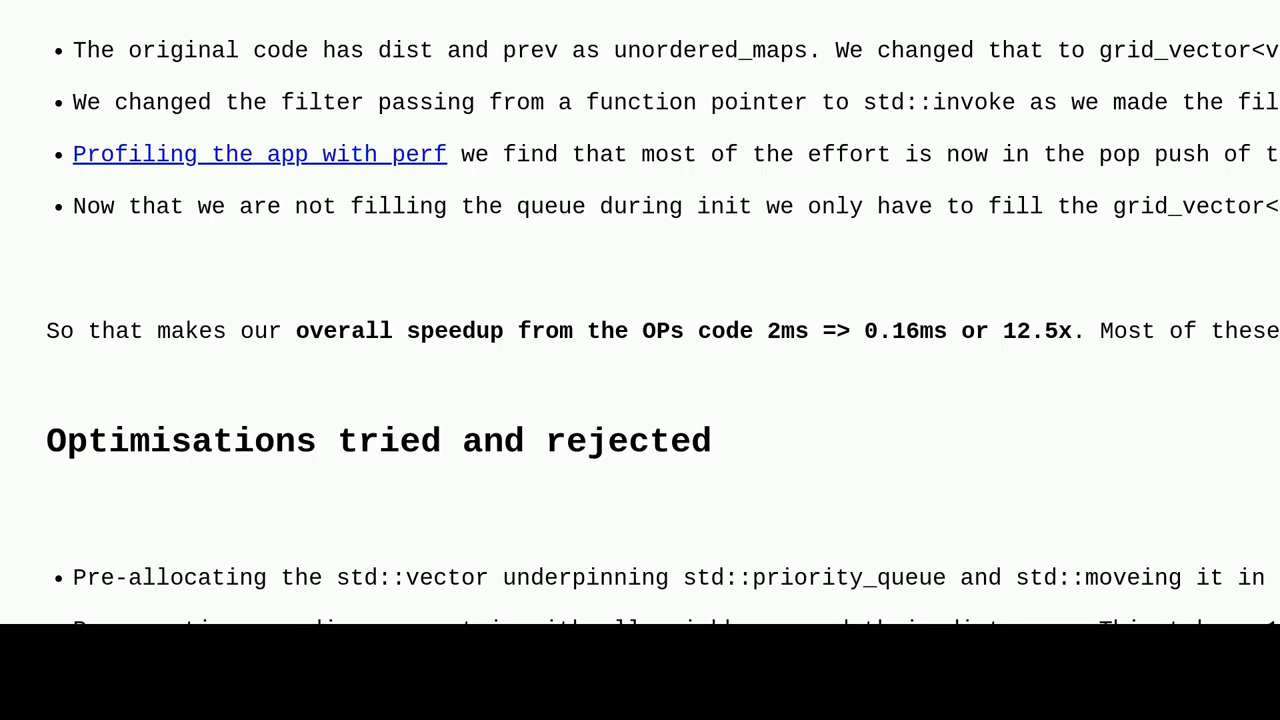 • The original code has dist and prev as unordered_maps. We changed that to grid_vector<v
• We changed the filter passing from a function pointer to std::invoke as we made the fil
• Profiling the app with perf we find that most of the effort is now in the pop push of t
• Now that we are not filling the queue during init we only have to fill the grid_vector<
So that makes our overall speedup from the OPs code 2ms => 0.16ms or 12.5x. Most of these
Optimisations tried and rejected
• Pre-allocating the std::vector underpinning std::priority_queue and std::moveing it in